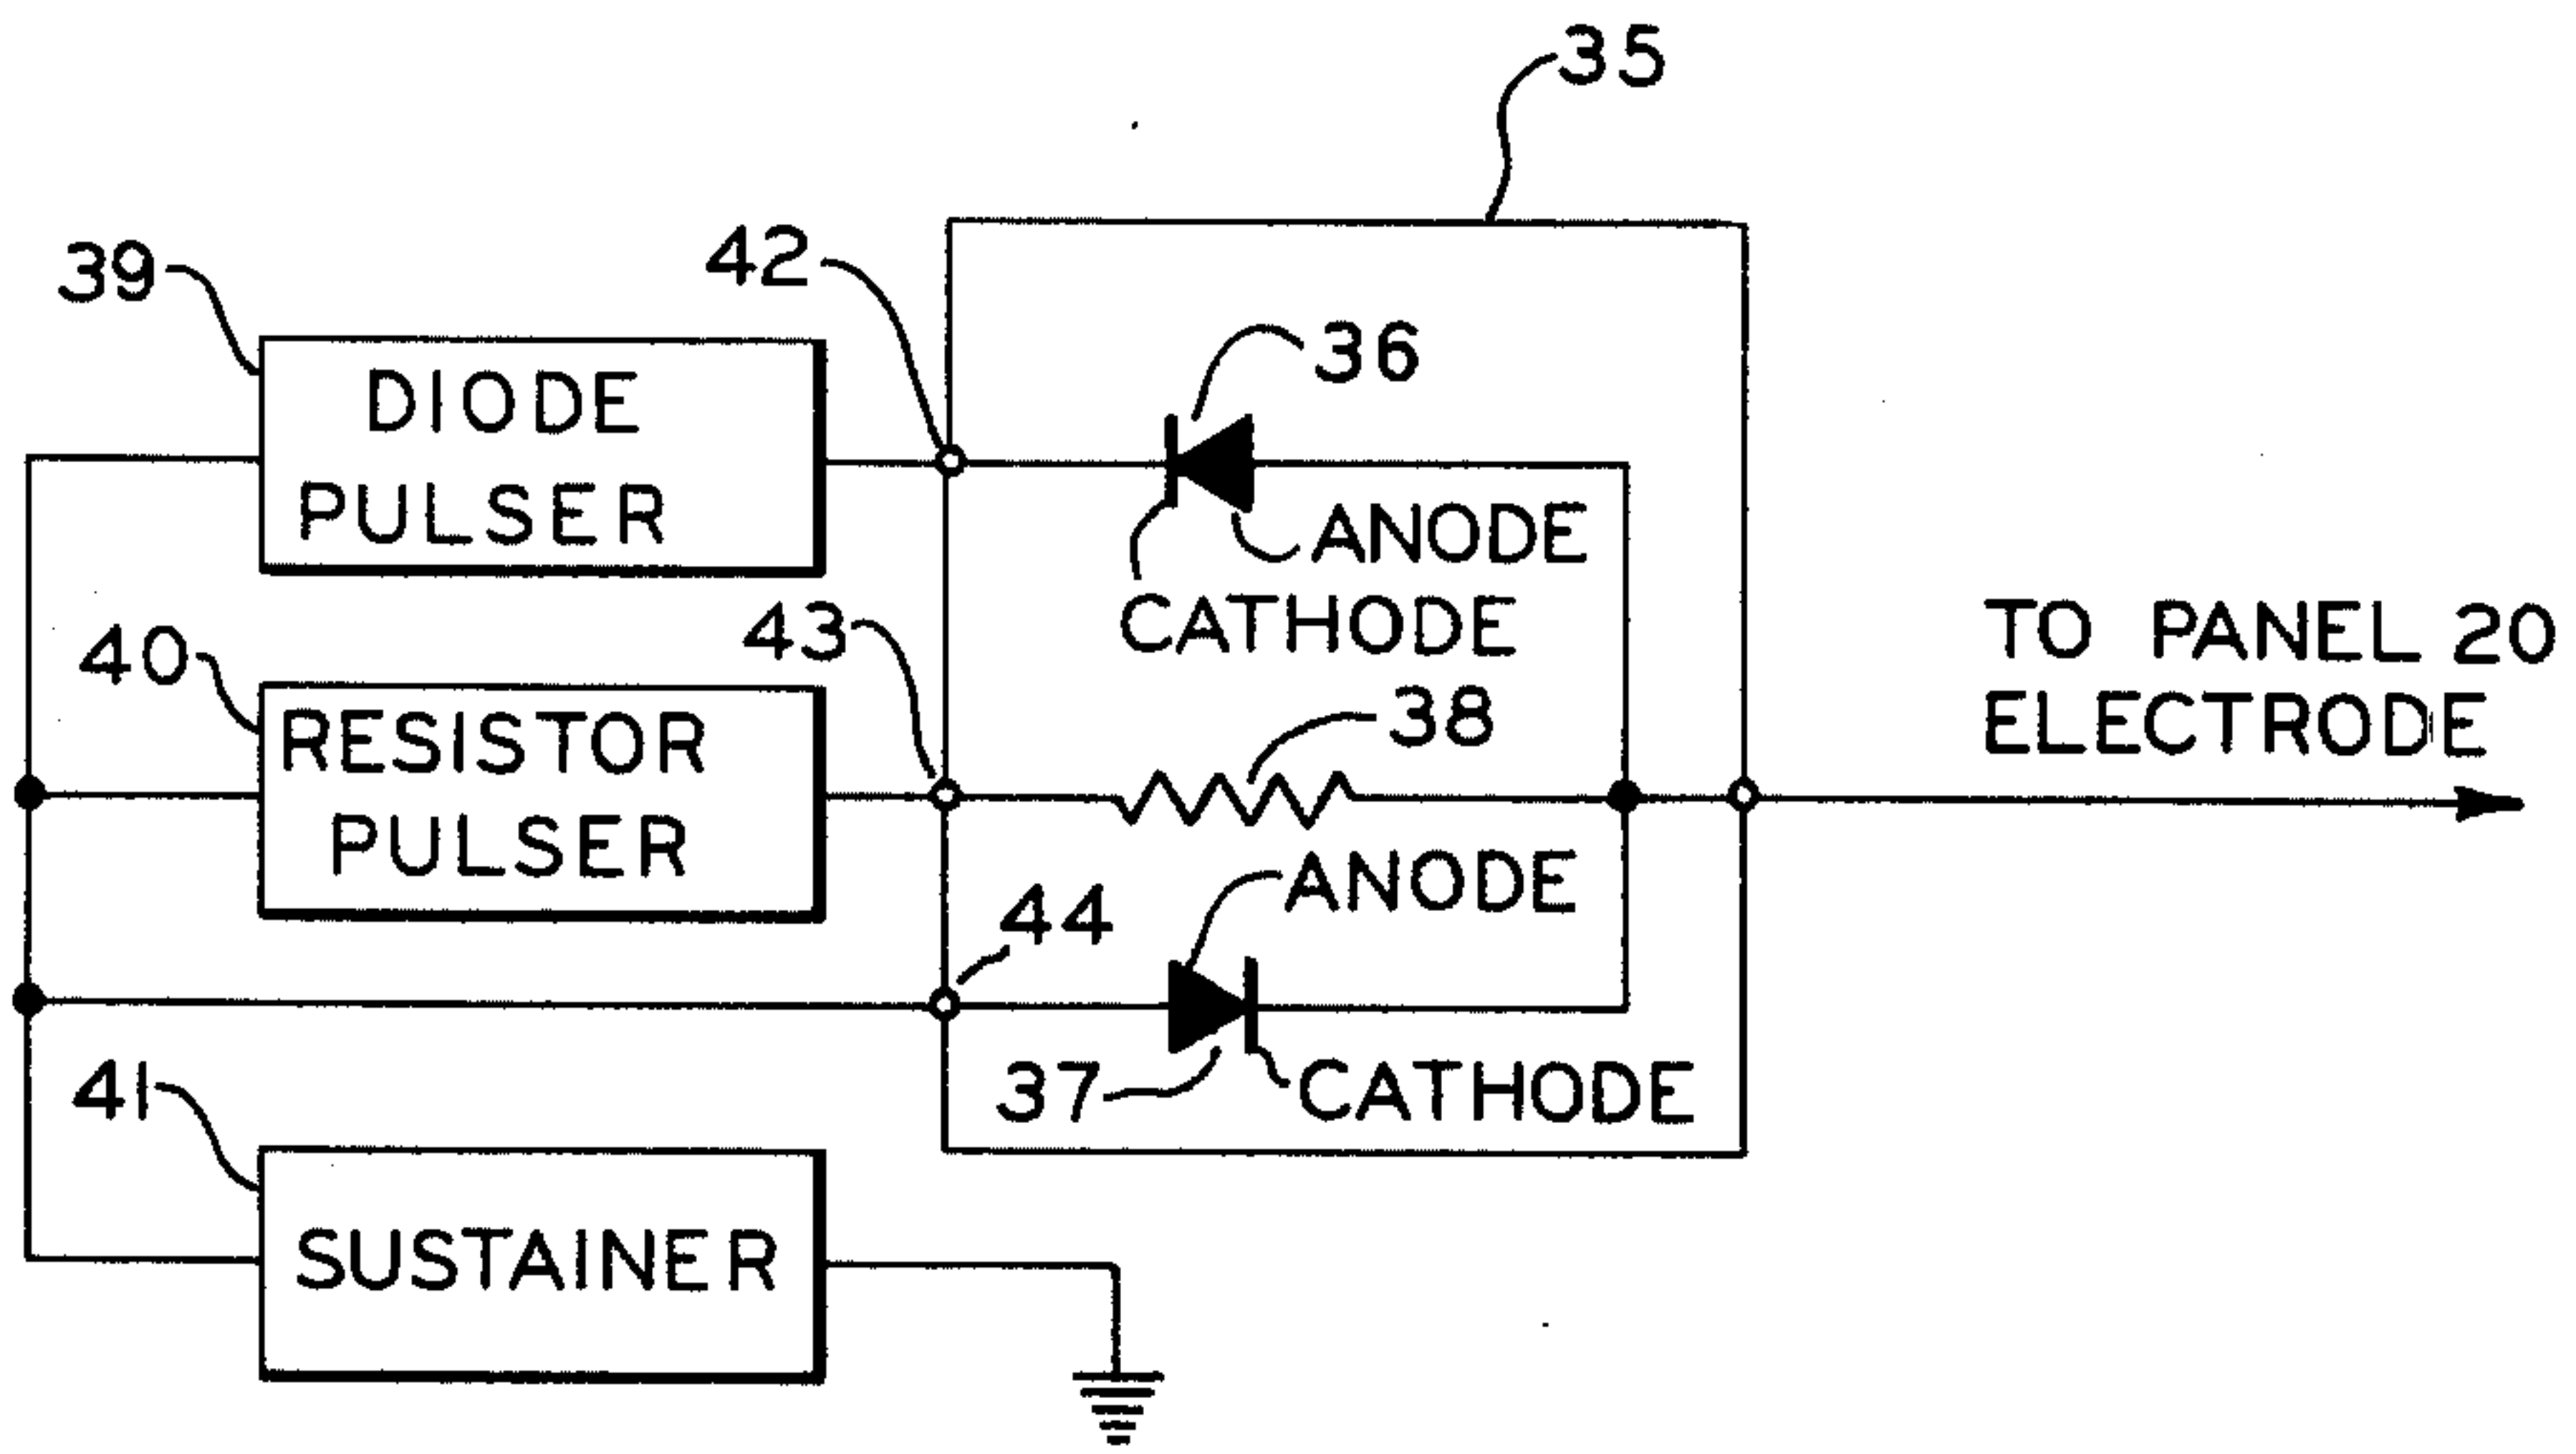 35
39
42
36
DIODE
PULSER
ANODE
CATHODE
40
43
TO PANEL 20
ELECTRODE
38
RESISTOR
PULSER
ANODE
44
41
37
CATHODE
SUSTAINER